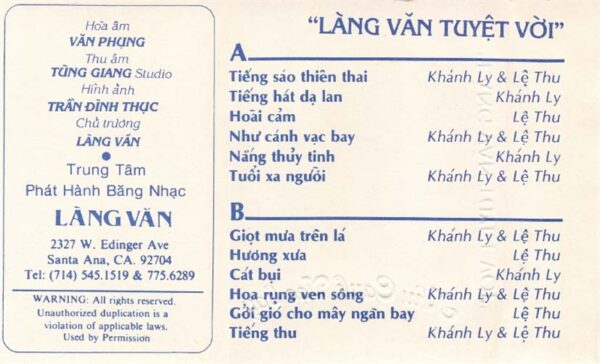 Hoà âm
VĂN PHỤNG
Thu âm
TÙNG GIANG Studio
Hình ảnh
TRẦN ĐÌNH THỤC
Chủ trương
LÀNG VĂN
Trung Tâm
Phát Hành Băng Nhạc
LÀNG VĂN
2327 W. Edinger Ave
Santa Ana, CA. 92704
Tel: (714) 545.1519 & 775.6289
WARNING: All rights reserved.
Unauthorized duplication is a
violation of applicable laws.
Used by Permission
"LÀNG VĂN TUYỆT VỜI"
A
Tiếng sáo thiên thai Khánh Ly & Lệ Thu
Tiếng hát dạ lan Khánh Ly
Hoài cảm Lệ Thu
Như cánh vạc bay Khánh Ly & Lệ Thu
Nắng thủy tinh Khánh Ly
Tuổi xa người Khánh Ly & Lệ Thu
B
Giọt mưa trên lá Khánh Ly & Lệ Thu
Hương xưa Lệ Thu
Cát bụi Khánh Ly
Hoa rụng ven sông Khánh Ly & Lệ Thu
Gởi gió cho mây ngàn bay Lệ Thu
Tiếng thu Khánh Ly & Lệ Thu